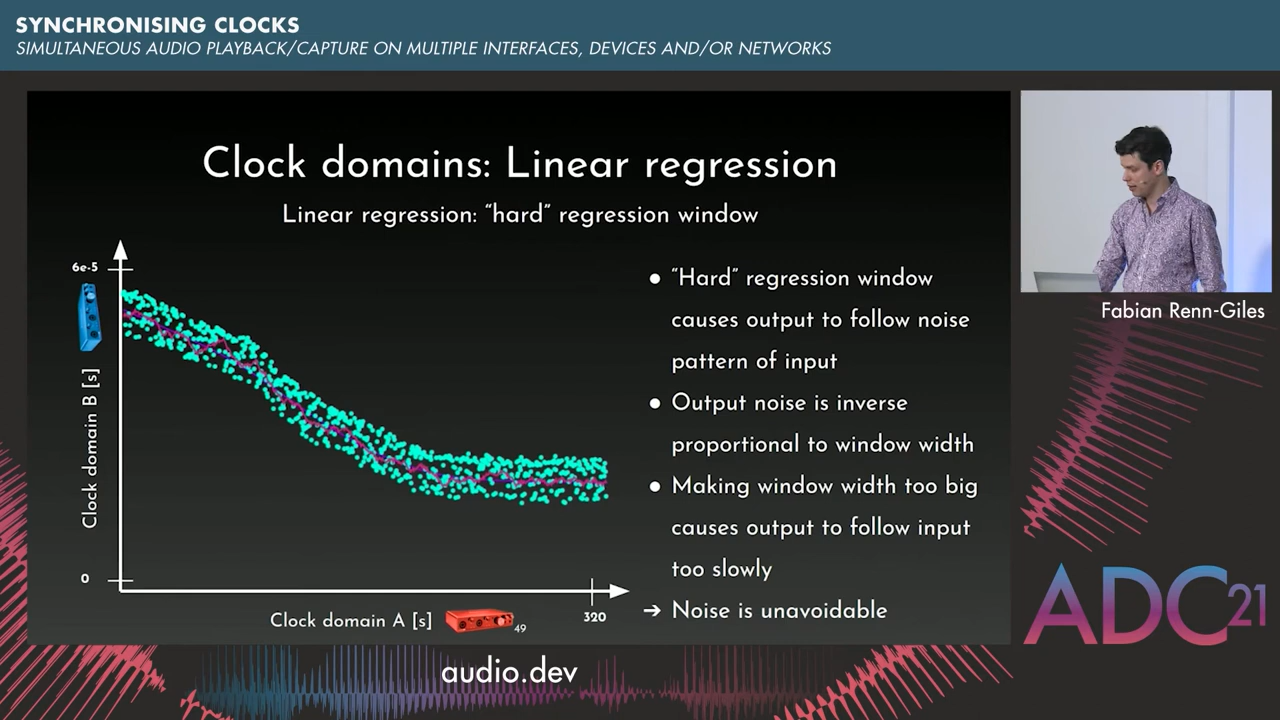 SYNCHRONISING CLOCKS
SIMULTANEOUS AUDIO PLAYBACK/CAPTURE ON MULTIPLE INTERFACES, DEVICES AND/OR NETWORKS
Clock domains: Linear regression
Linear regression: “hard” regression window
6e-5
Clock domain B [s]
0
Clock domain A [s]
49
320
● “Hard” regression window
causes output to follow noise
pattern of input
● Output noise is inverse
proportional to window width
● Making window width too big
causes output to follow input
too slowly
➔ Noise is unavoidable
Fabian Renn-Giles
ADC21
audio.dev